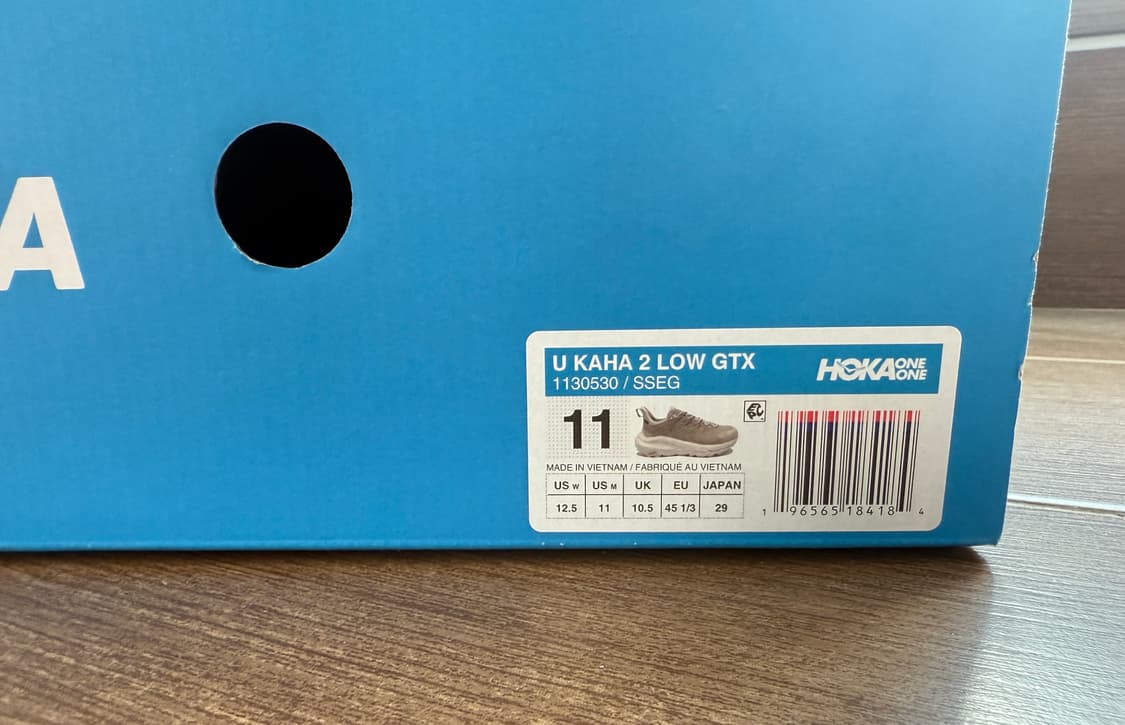 A
U KAHA 2 LOW GTX
1130530 / SSEG
HOKA ONE ONE
11
MADE IN VIETNAM / FABRIQUÉ AU VIETNAM
US W US M UK EU JAPAN
12.5 11 10.5 45 1/3 29
1 96565 18418 4